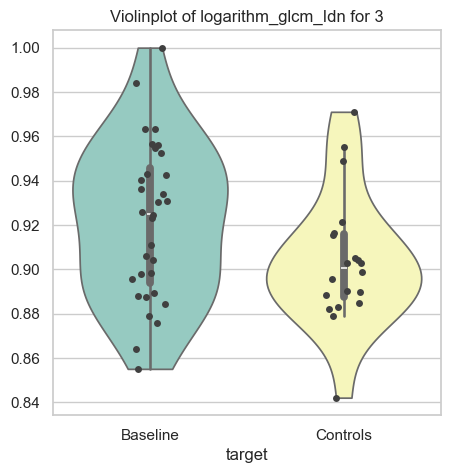 Violinplot of logarithm_glcm_Idn for 3
1.00
0.98
0.96
0.94
0.92
0.90
0.88
0.86
0.84
Baseline
Controls
target